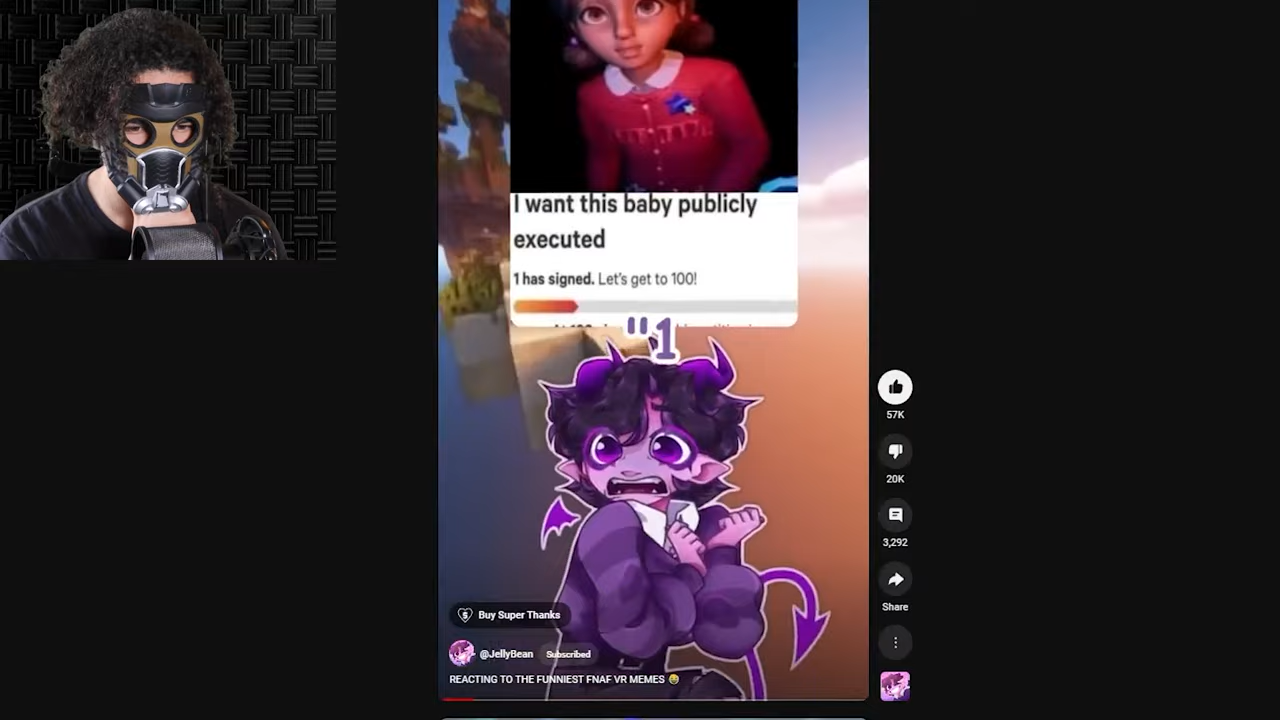 I want this baby publicly
executed
1 has signed. Let's get to 100!
"1
57K
20K
3,292
Share
Buy Super Thanks
@JellyBean Subscribed
REACTING TO THE FUNNIEST FNAF VR MEMES 😂